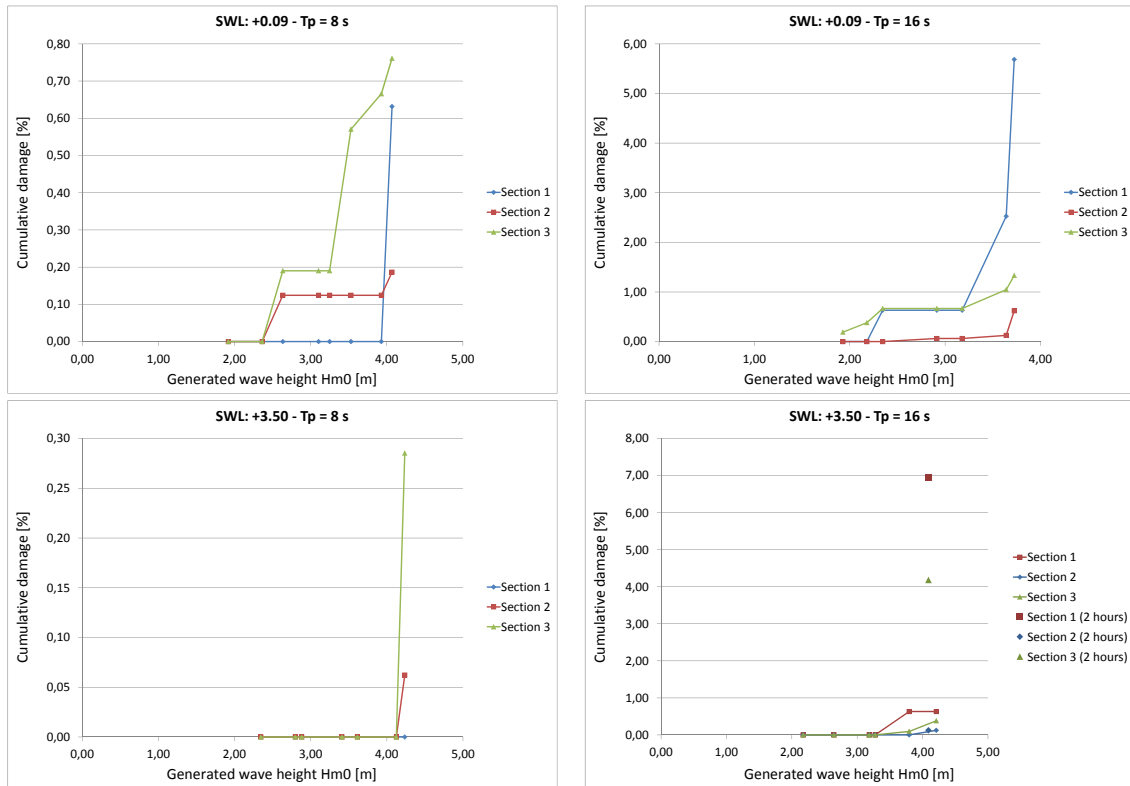 SWL: +0.09 - Tp = 8 s
0,80
0,70
0,60
0,50
0,40
0,30
0,20
0,10
0,00
Cumulative damage [%]
0,00 1,00 2,00 3,00 4,00 5,00
Generated wave height Hm0 [m]
Section 1
Section 2
Section 3
SWL: +0.09 - Tp = 16 s
6,00
5,00
4,00
3,00
2,00
1,00
0,00
Cumulative damage [%]
0,00 1,00 2,00 3,00 4,00
Generated wave height Hm0 [m]
Section 1
Section 2
Section 3
SWL: +3.50 - Tp = 8 s
0,30
0,25
0,20
0,15
0,10
0,05
0,00
Cumulative damage [%]
0,00 1,00 2,00 3,00 4,00 5,00
Generated wave height Hm0 [m]
Section 1
Section 2
Section 3
SWL: +3.50 - Tp = 16 s
8,00
7,00
6,00
5,00
4,00
3,00
2,00
1,00
0,00
Cumulative damage [%]
0,00 1,00 2,00 3,00 4,00 5,00
Generated wave height Hm0 [m]
Section 1
Section 2
Section 3
Section 1 (2 hours)
Section 2 (2 hours)
Section 3 (2 hours)